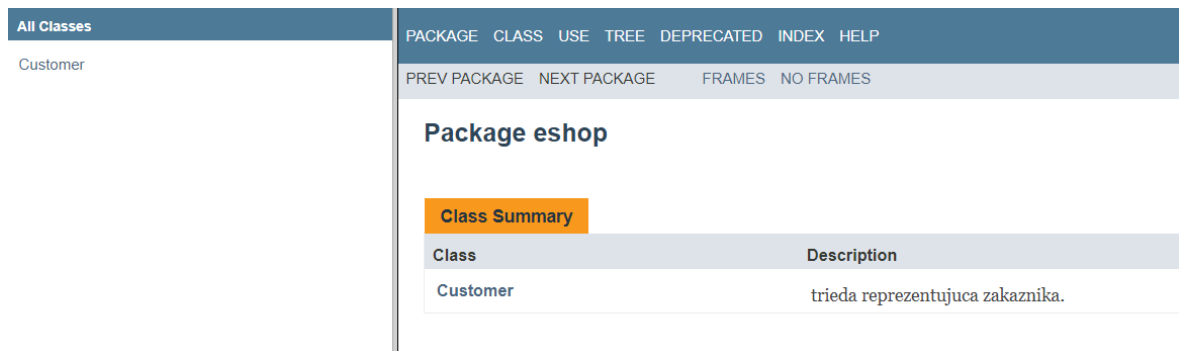 All Classes
Customer
PACKAGE CLASS USE TREE DEPRECATED INDEX HELP
PREV PACKAGE NEXT PACKAGE FRAMES NO FRAMES
Package eshop
Class Summary
Class Description
Customer trieda reprezentujuca zakaznika.